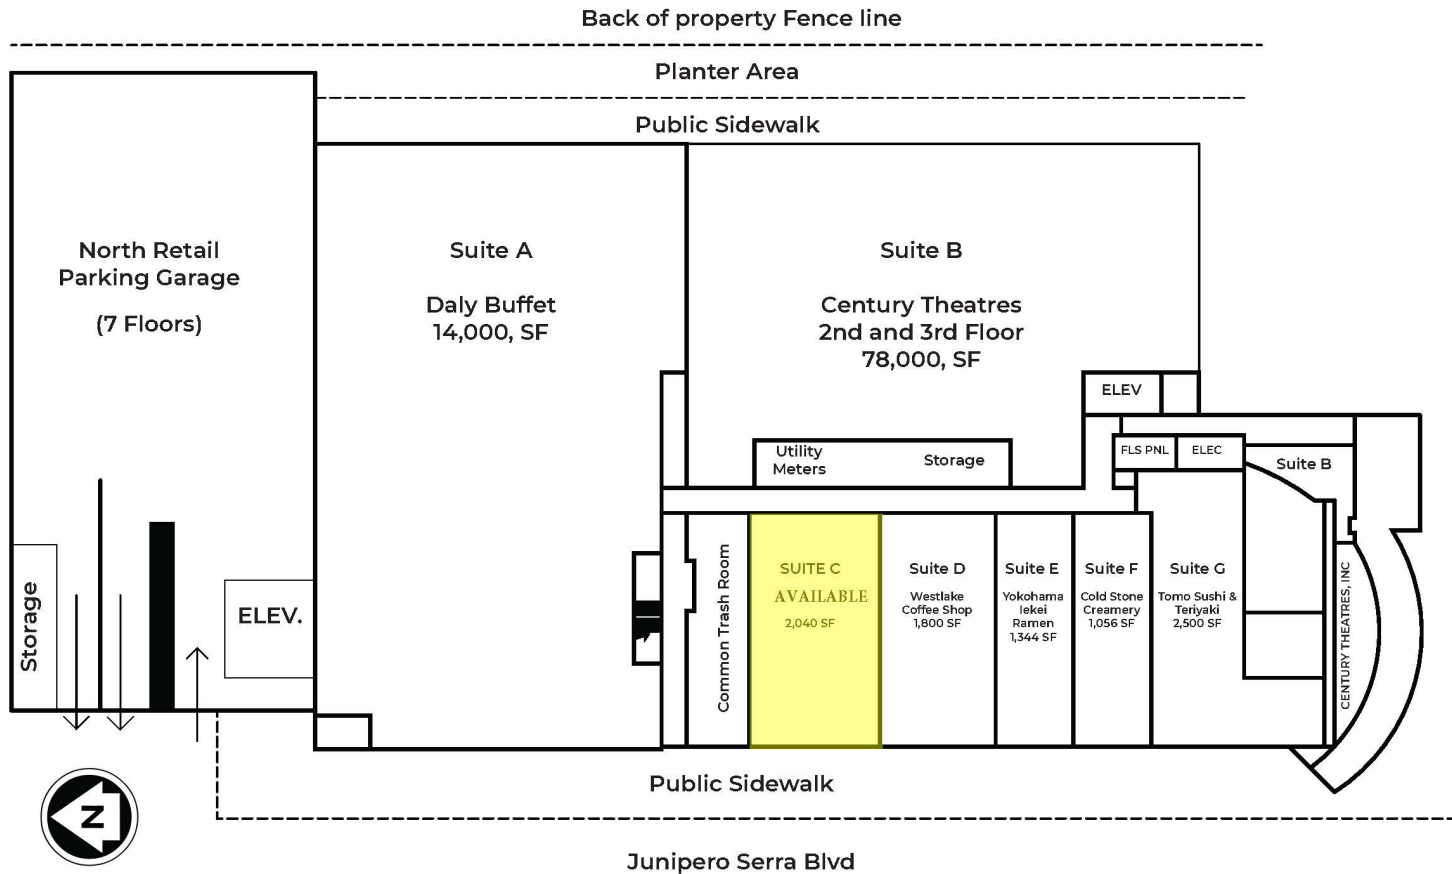 Back of property Fence line
Planter Area
Public Sidewalk
North Retail
Parking Garage
(7 Floors)
Suite A
Daly Buffet
14,000, SF
Suite B
Century Theatres
2nd and 3rd Floor
78,000, SF
ELEV
FLS PNL
ELEC
Suite B
Utility
Meters
Storage
Storage
ELEV.
Common Trash Room
SUITE C
AVAILABLE
2,040 SF
Suite D
Westlake
Coffee Shop
1,800 SF
Suite E
Yokohama
Iekei
Ramen
1,344 SF
Suite F
Cold Stone
Creamery
1,056 SF
Suite G
Tomo Sushi &
Teriyaki
2,500 SF
CENTURY THEATRES, INC
Public Sidewalk
N
Junipero Serra Blvd